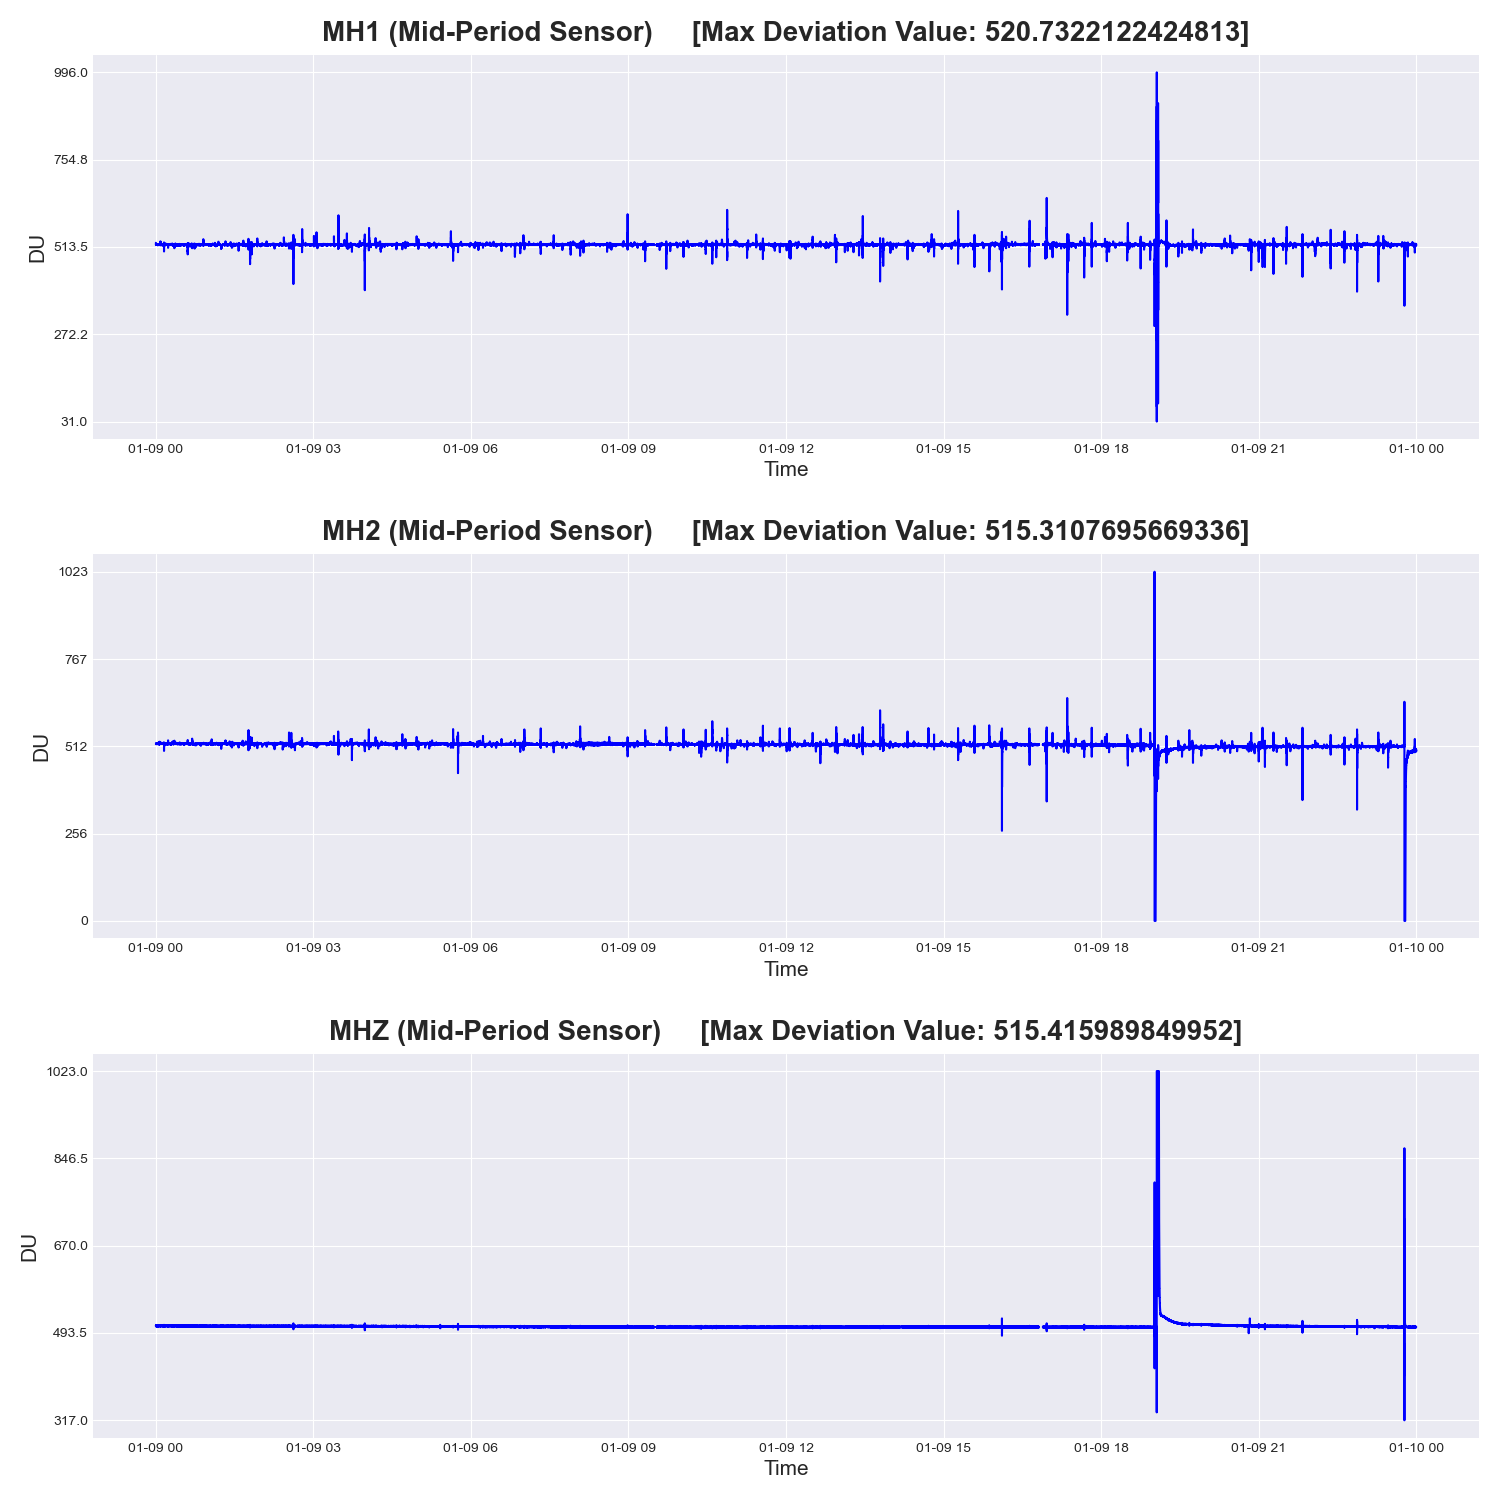 MH1 (Mid-Period Sensor) [Max Deviation Value: 520.7322122424813]
996.0
754.8
513.5
272.2
31.0
DU
01-09 00 01-09 03 01-09 06 01-09 09 01-09 12 01-09 15 01-09 18 01-09 21 01-10 00
Time
MH2 (Mid-Period Sensor) [Max Deviation Value: 515.3107695669336]
1023
767
512
256
0
DU
01-09 00 01-09 03 01-09 06 01-09 09 01-09 12 01-09 15 01-09 18 01-09 21 01-10 00
Time
MHZ (Mid-Period Sensor) [Max Deviation Value: 515.415989849952]
1023.0
846.5
670.0
493.5
317.0
DU
01-09 00 01-09 03 01-09 06 01-09 09 01-09 12 01-09 15 01-09 18 01-09 21 01-10 00
Time